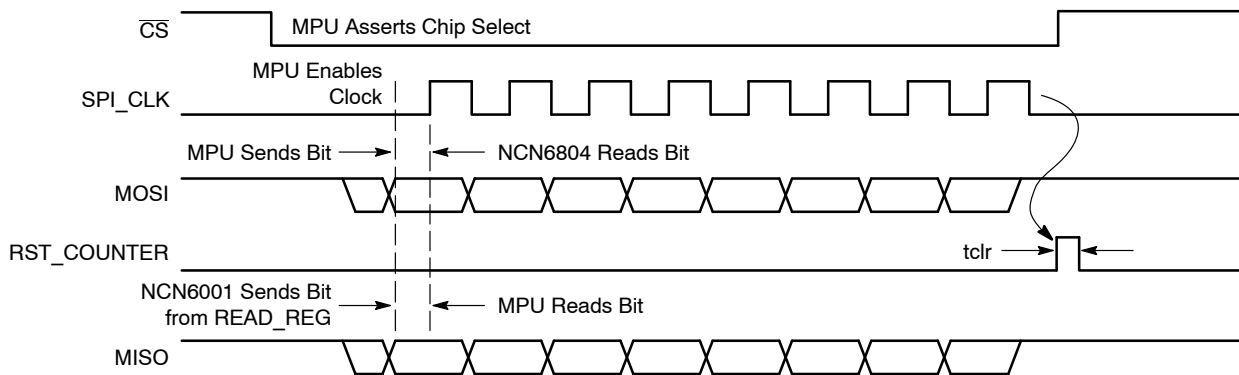 CS
MPU Asserts Chip Select
MPU Enables
Clock
SPI_CLK
MPU Sends Bit
NCN6804 Reads Bit
MOSI
RST_COUNTER
tclr
NCN6001 Sends Bit
from READ_REG
MPU Reads Bit
MISO